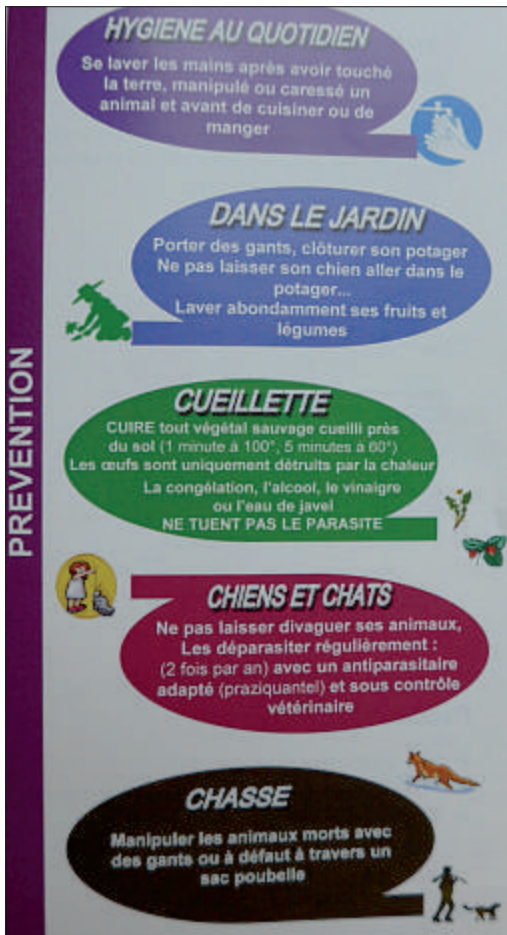 HYGIENE AU QUOTIDIEN
Se laver les mains après avoir touché
la terre, manipulé ou caressé un
animal et avant de cuisiner ou de
manger
DANS LE JARDIN
Porter des gants, clôturer son potager
Ne pas laisser son chien aller dans le
potager...
Laver abondamment ses fruits et
légumes
PREVENTION
CUEILLETTE
CUIRE tout végétal sauvage cueilli près
du sol (1 minute à 100°, 5 minutes à 60°)
Les œufs sont uniquement détruits par la chaleur
La congélation, l'alcool, le vinaigre
ou l'eau de javel
NE TUENT PAS LE PARASITE
CHIENS ET CHATS
Ne pas laisser divaguer ses animaux,
Les déparasiter régulièrement :
(2 fois par an) avec un antiparasitaire
adapté (praziquantel) et sous contrôle
vétérinaire
CHASSE
Manipuler les animaux morts avec
des gants ou à défaut à travers un
sac poubelle